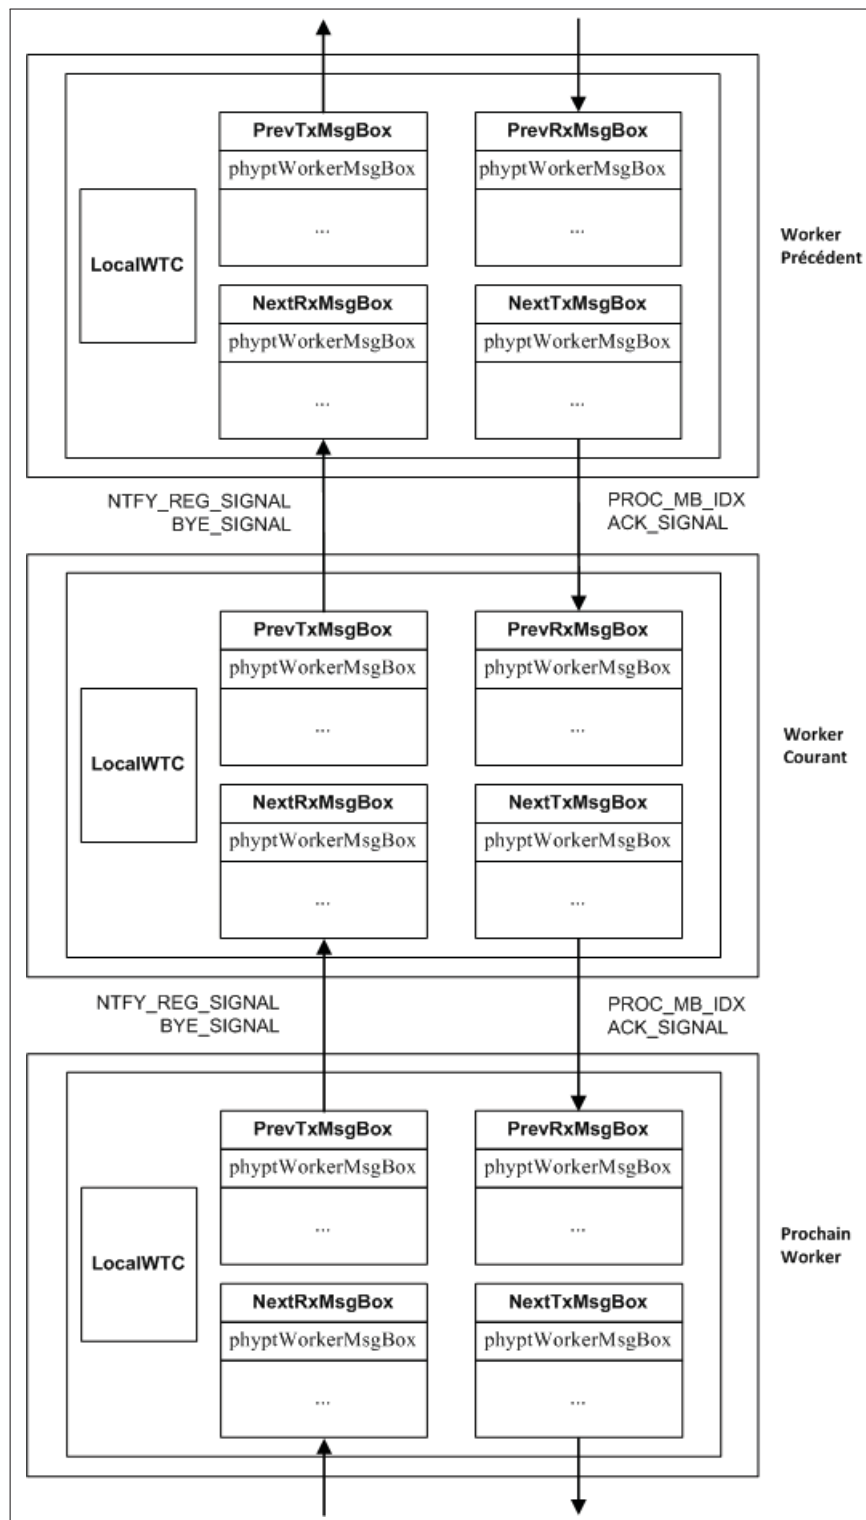 PrevTxMsgBox
phyptWorkerMsgBox
...
PrevRxMsgBox
phyptWorkerMsgBox
...
LocalWTC
NextRxMsgBox
phyptWorkerMsgBox
...
NextTxMsgBox
phyptWorkerMsgBox
...
Worker
Précédent
NTFY_REG_SIGNAL
BYE_SIGNAL
PROC_MB_IDX
ACK_SIGNAL
PrevTxMsgBox
phyptWorkerMsgBox
...
PrevRxMsgBox
phyptWorkerMsgBox
...
LocalWTC
NextRxMsgBox
phyptWorkerMsgBox
...
NextTxMsgBox
phyptWorkerMsgBox
...
Worker
Courant
NTFY_REG_SIGNAL
BYE_SIGNAL
PROC_MB_IDX
ACK_SIGNAL
PrevTxMsgBox
phyptWorkerMsgBox
...
PrevRxMsgBox
phyptWorkerMsgBox
...
LocalWTC
NextRxMsgBox
phyptWorkerMsgBox
...
NextTxMsgBox
phyptWorkerMsgBox
...
Prochain
Worker